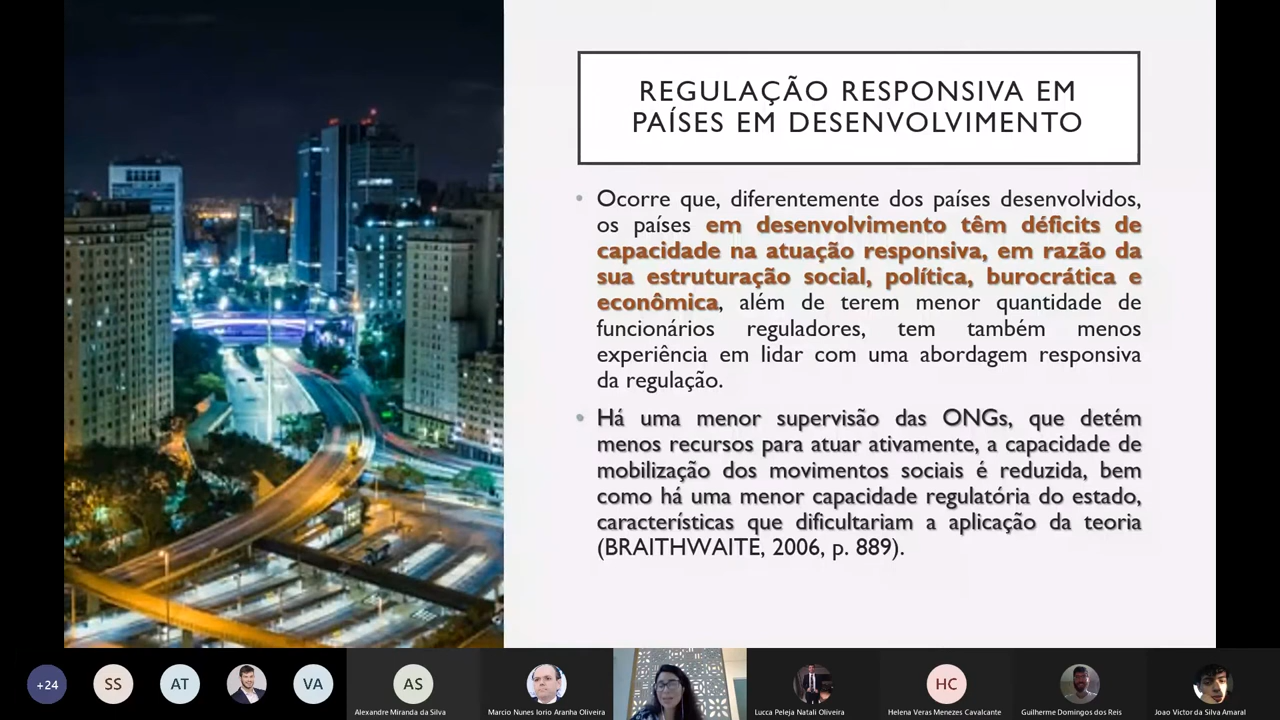 REGULAÇÃO RESPONSIVA EM
PAÍSES EM DESENVOLVIMENTO
• Ocorre que, diferentemente dos países desenvolvidos,
os países em desenvolvimento têm déficits de
capacidade na atuação responsiva, em razão da
sua estruturação social, política, burocrática e
econômica, além de terem menor quantidade de
funcionários reguladores, tem também menos
experiência em lidar com uma abordagem responsiva
da regulação.
• Há uma menor supervisão das ONGs, que detém
menos recursos para atuar ativamente, a capacidade de
mobilização dos movimentos sociais é reduzida, bem
como há uma menor capacidade regulatória do estado,
características que dificultariam a aplicação da teoria
(BRAITHWAITE, 2006, p. 889).
+24
SS
AT
VA
AS
HC
Alexandre Miranda da Silva
Marcio Nunes Iorio Aranha Oliveira
Lucca Peleja Natali Oliveira
Helena Veras Menezes Cavalcante
Guilherme Domingos dos Reis
Joao Victor da Silva Amaral